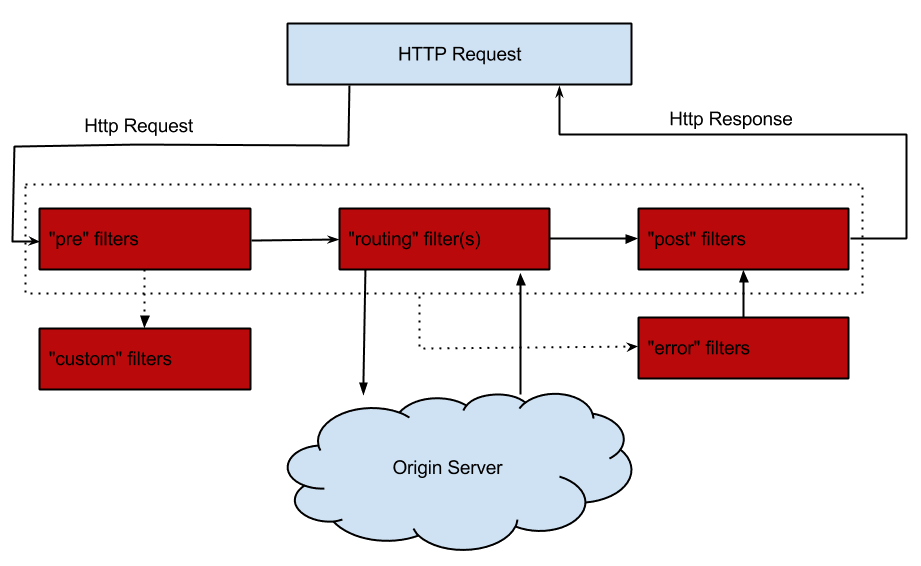 HTTP Request
Http Request
Http Response
"pre" filters
"routing" filter(s)
"post" filters
"custom" filters
"error" filters
Origin Server